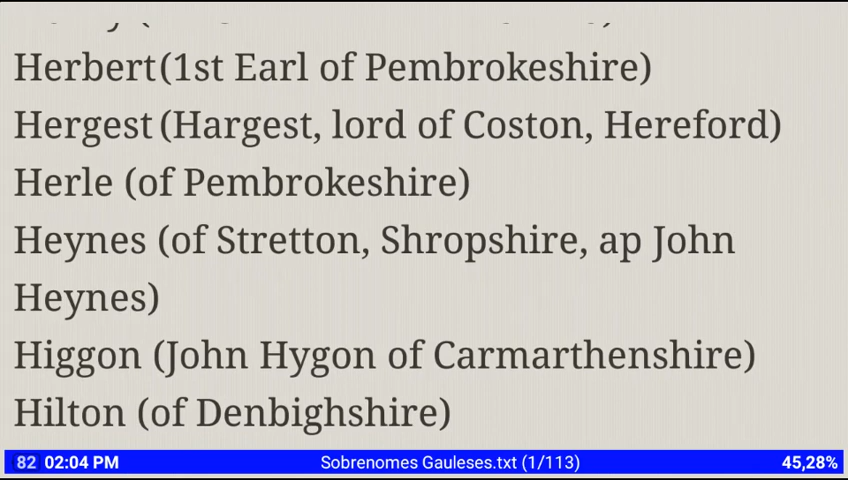 Herbert (1st Earl of Pembrokeshire)
Hergest (Hargest, lord of Coston, Hereford)
Herle (of Pembrokeshire)
Heynes (of Stretton, Shropshire, ap John
Heynes)
Higgon (John Hygon of Carmarthenshire)
Hilton (of Denbighshire)
82 02:04 PM Sobrenomes Gauleses.txt (1/113) 45,28%